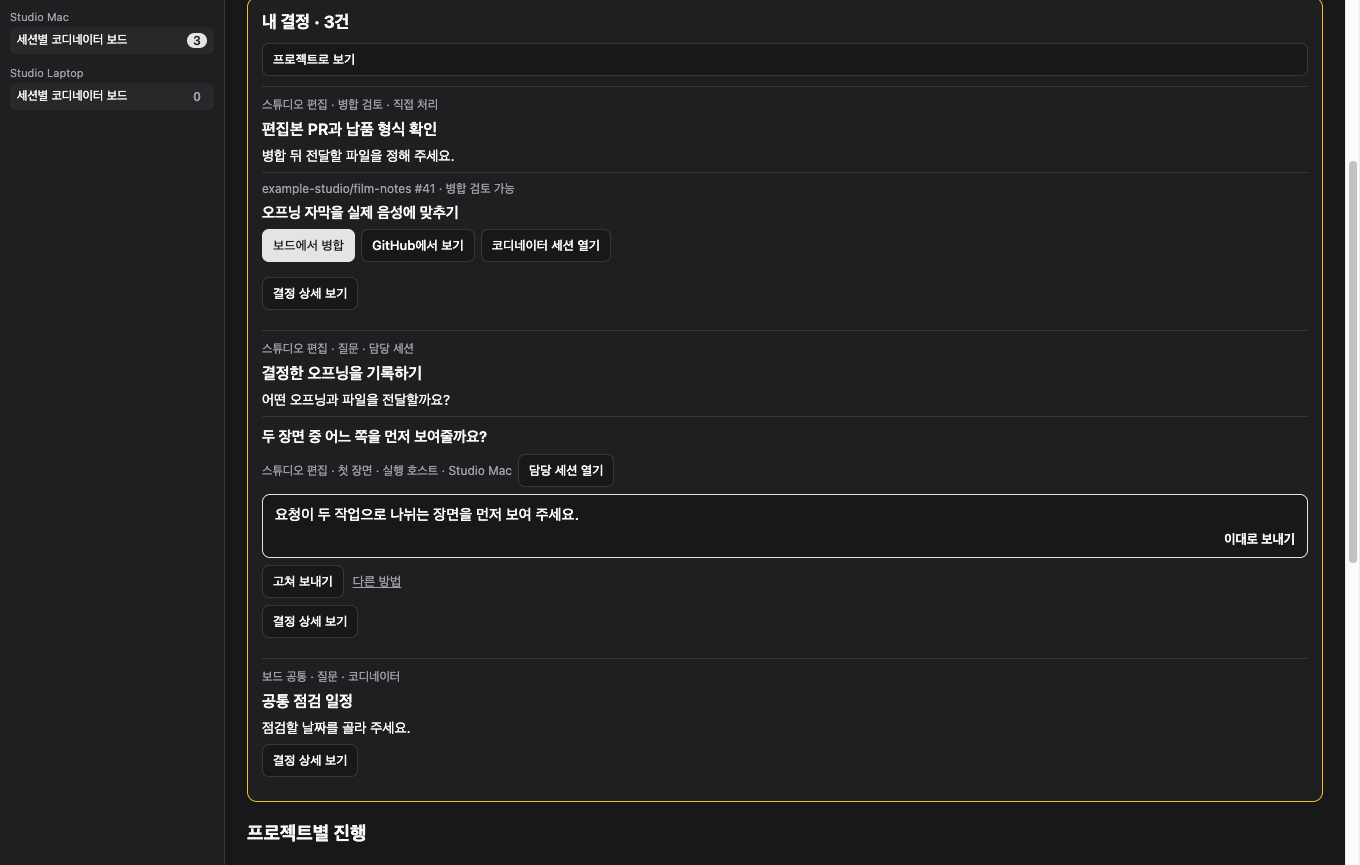 Studio Mac
세션별 코디네이터 보드 3
Studio Laptop
세션별 코디네이터 보드 0
내 결정 · 3건
프로젝트로 보기
스튜디오 편집 · 병합 검토 · 직접 처리
편집본 PR과 납품 형식 확인
병합 뒤 전달할 파일을 정해 주세요.
example-studio/film-notes #41 · 병합 검토 가능
오프닝 자막을 실제 음성에 맞추기
보드에서 병합 GitHub에서 보기 코디네이터 세션 열기
결정 상세 보기
스튜디오 편집 · 질문 · 담당 세션
결정한 오프닝을 기록하기
어떤 오프닝과 파일을 전달할까요?
두 장면 중 어느 쪽을 먼저 보여줄까요?
스튜디오 편집 · 첫 장면 · 실행 호스트 · Studio Mac 담당 세션 열기
요청이 두 작업으로 나뉘는 장면을 먼저 보여 주세요.
이대로 보내기
고쳐 보내기 다른 방법
결정 상세 보기
보드 공통 · 질문 · 코디네이터
공통 점검 일정
점검할 날짜를 골라 주세요.
결정 상세 보기
프로젝트별 진행